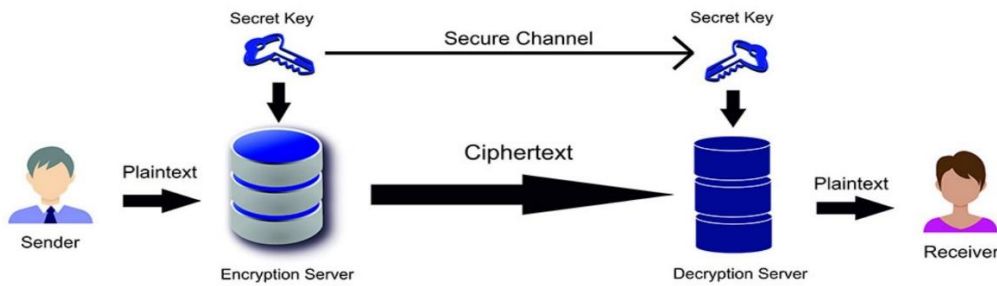 Secret Key
Secure Channel
Secret Key
Plaintext
Ciphertext
Plaintext
Sender
Encryption Server
Decryption Server
Receiver